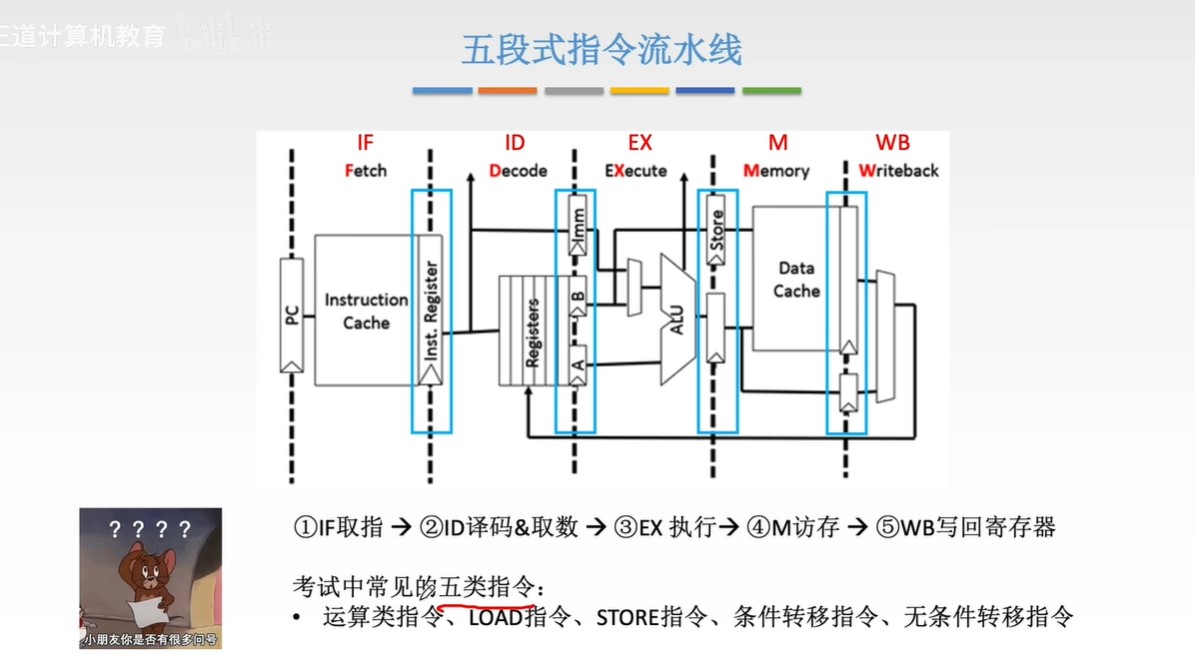 王道计算机教育
五段式指令流水线
IF ID EX M WB
Fetch Decode EXecute Memory Writeback
PC
Instruction
Cache
Inst. Register
Registers
Imm
B
A
ALU
Store
Data
Cache
①IF取指 → ②ID译码&取数 → ③EX 执行→ ④M访存 → ⑤WB写回寄存器
????
小朋友你是否有很多问号
考试中常见的五类指令：
• 运算类指令、LOAD指令、STORE指令、条件转移指令、无条件转移指令